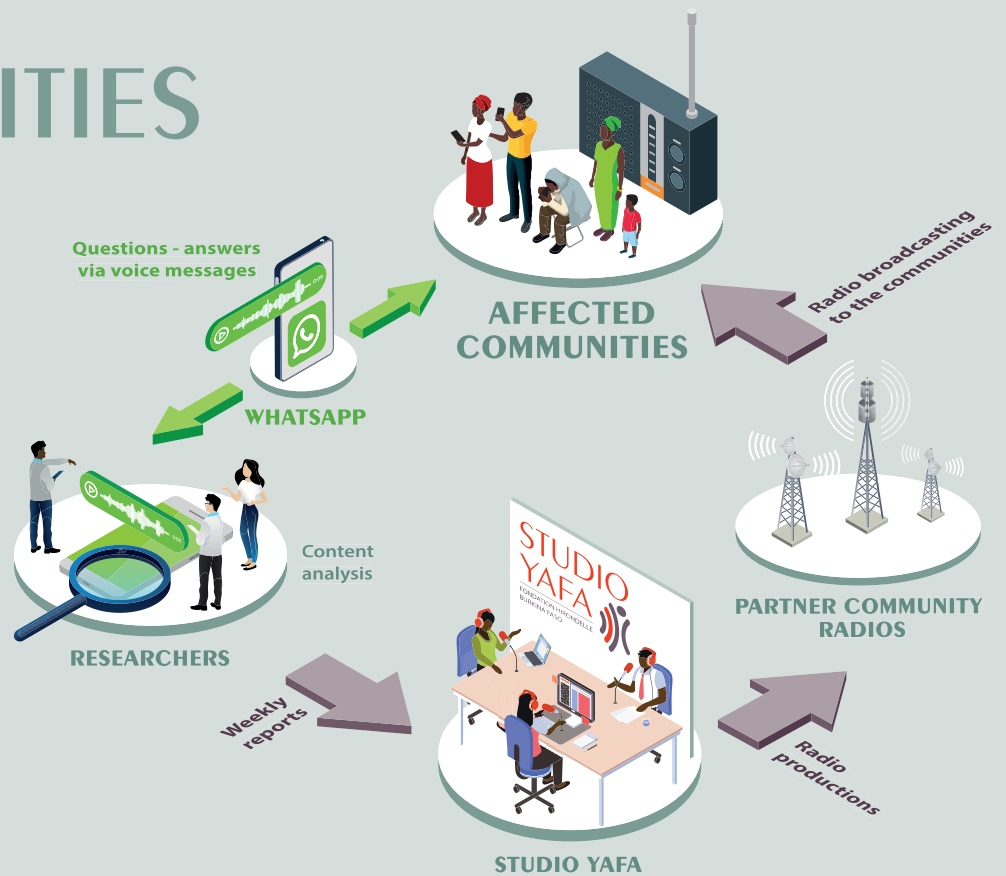 ITIES
Questions - answers
via voice messages
WHATSAPP
AFFECTED
COMMUNITIES
Radio broadcasting
to the communities
PARTNER COMMUNITY
RADIOS
Content
analysis
RESEARCHERS
Weekly
reports
STUDIO
YAFA
FONDATION HIRONDELLE
BURKINA FASO
Radio
productions
STUDIO YAFA